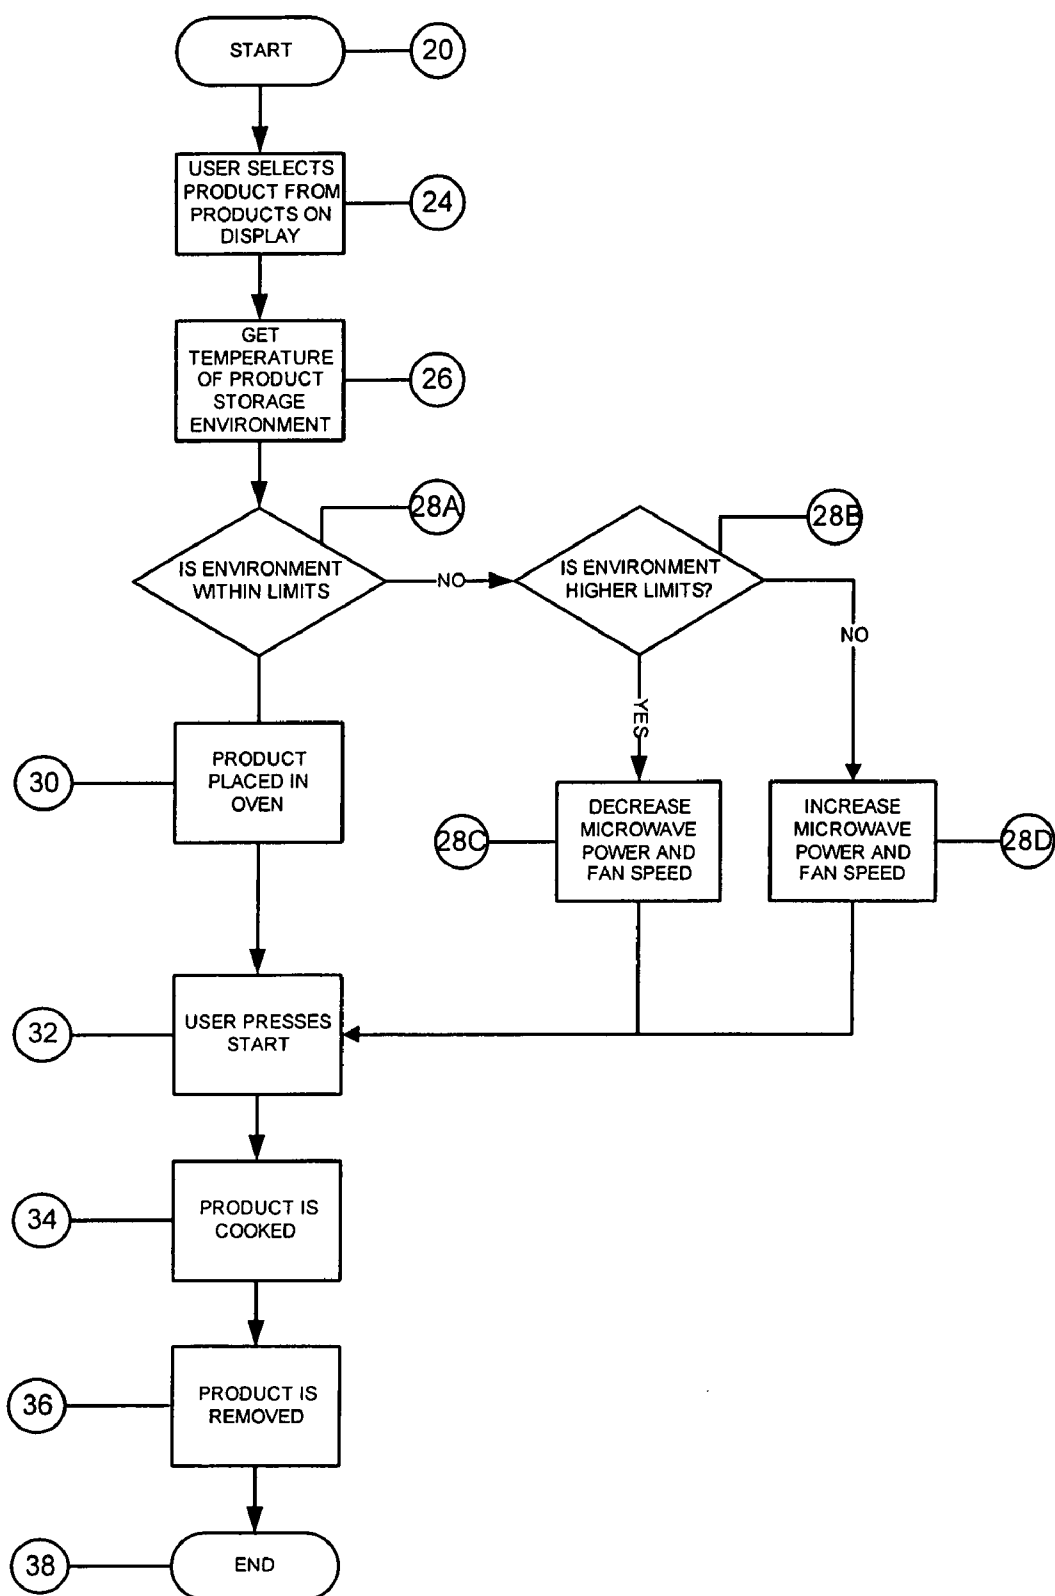 START
20
USER SELECTS
PRODUCT FROM
PRODUCTS ON
DISPLAY
24
GET
TEMPERATURE
OF PRODUCT
STORAGE
ENVIRONMENT
26
28A
28B
IS ENVIRONMENT
WITHIN LIMITS
NO
IS ENVIRONMENT
HIGHER LIMITS?
NO
YES
30
PRODUCT
PLACED IN
OVEN
28C
DECREASE
MICROWAVE
POWER AND
FAN SPEED
INCREASE
MICROWAVE
POWER AND
FAN SPEED
28D
32
USER PRESSES
START
34
PRODUCT IS
COOKED
36
PRODUCT IS
REMOVED
38
END